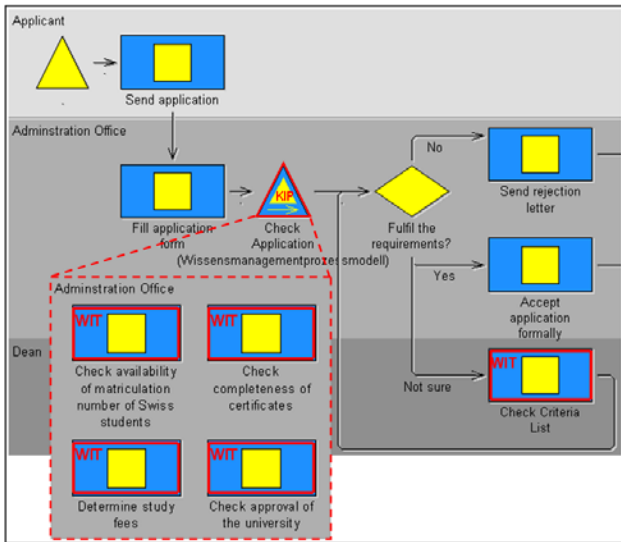 Applicant
Send application
Adminstration Office
No
Fill application
form
KIP
Check
Application
(Wissensmanagementprozessmodell)
Fulfil the
requirements?
Send rejection
letter
Yes
Accept
application
formally
Adminstration Office
WIT
WIT
Check availability
of matriculation
number of Swiss
students
Check
completeness of
certificates
Dean
Not sure
WIT
Check Criteria
List
WIT
WIT
Determine study
fees
Check approval of
the university